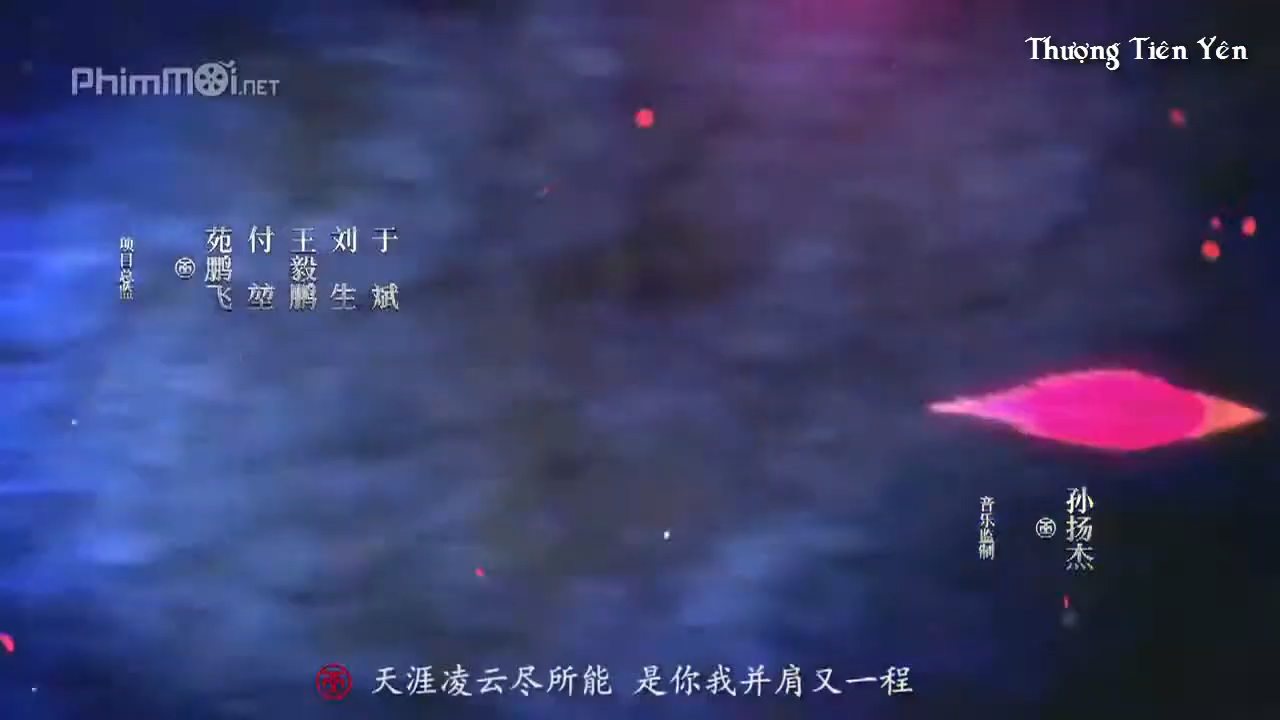 Thượng Tiên Yên
PhimMỡi.NET
项目总监
苑鹏飞
付堃
王毅鹏
刘生
于斌
音乐监制
孙扬杰
天涯凌云尽所能 是你我并肩又一程